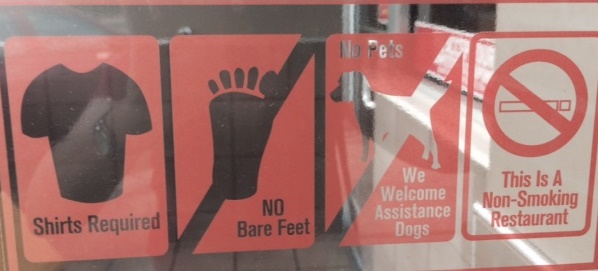 Shirts Required
NO
Bare Feet
No Pets
We
Welcome
Assistance
Dogs
This Is A
Non-Smoking
Restaurant